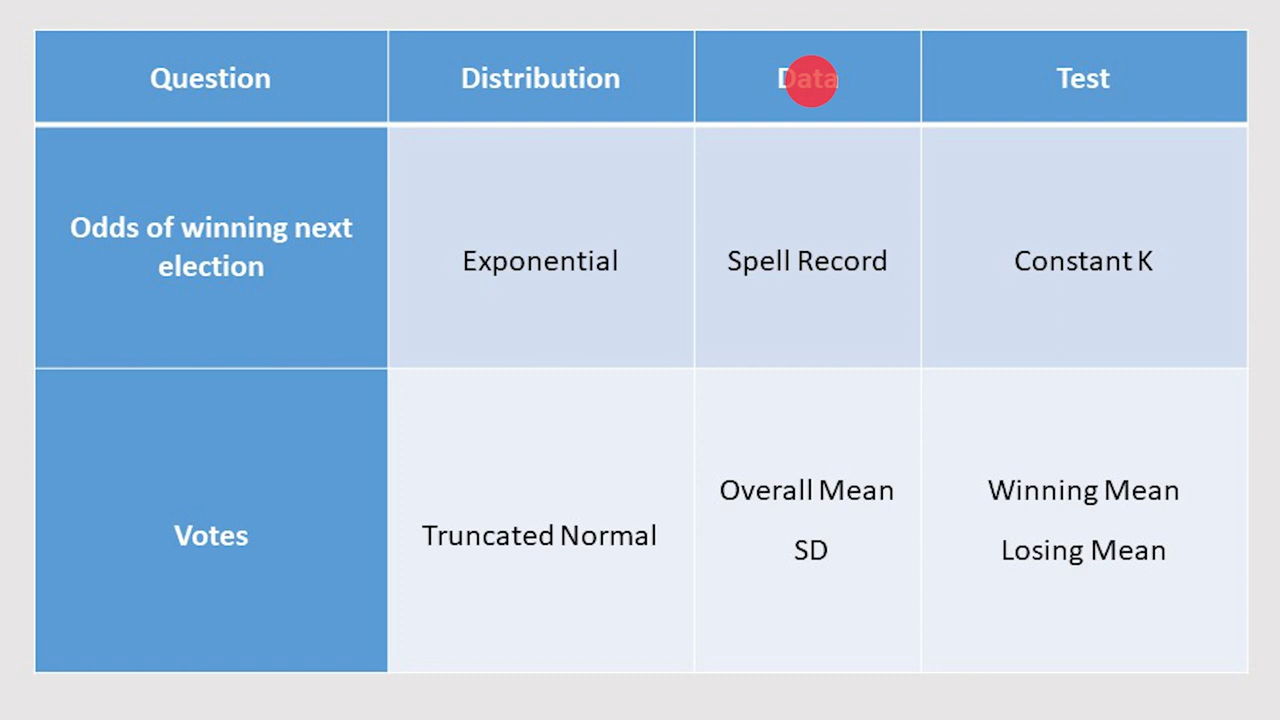 Question
Distribution
Data
Test
Odds of winning next
election
Exponential
Spell Record
Constant K
Votes
Truncated Normal
Overall Mean
SD
Winning Mean
Losing Mean